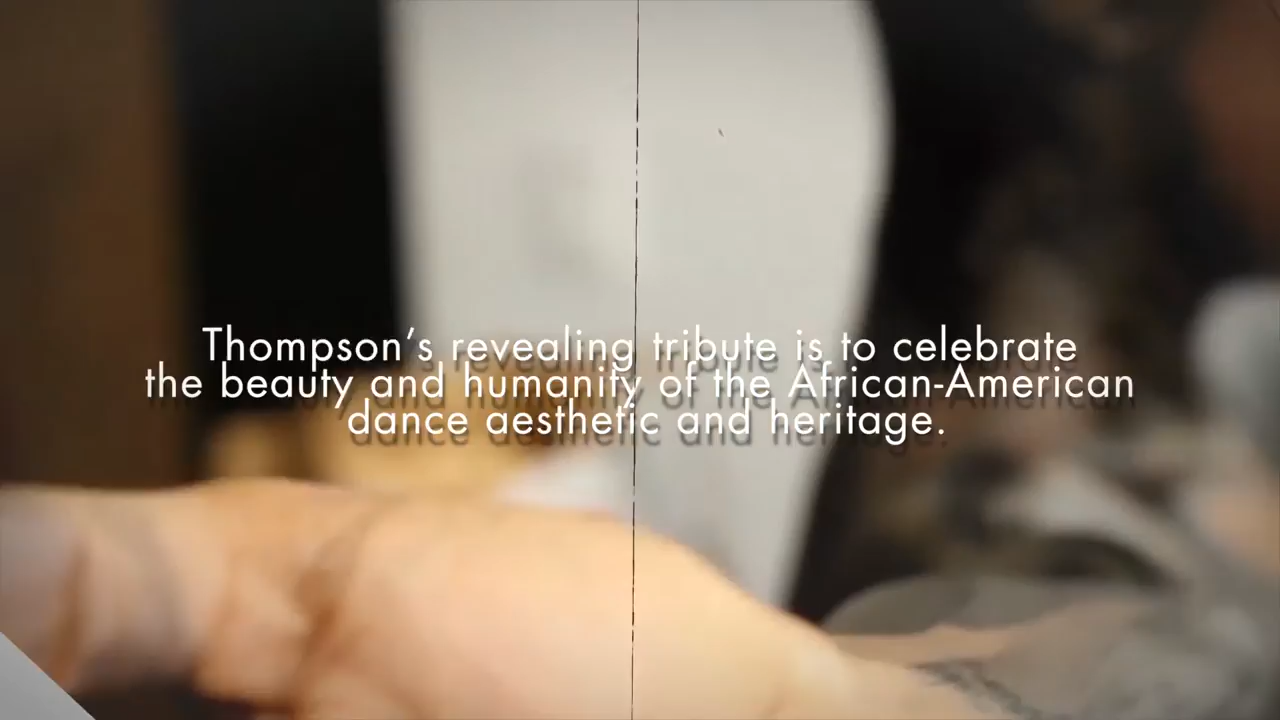 Thompson’s revealing tribute is to celebrate
the beauty and humanity of the African-American
dance aesthetic and heritage.